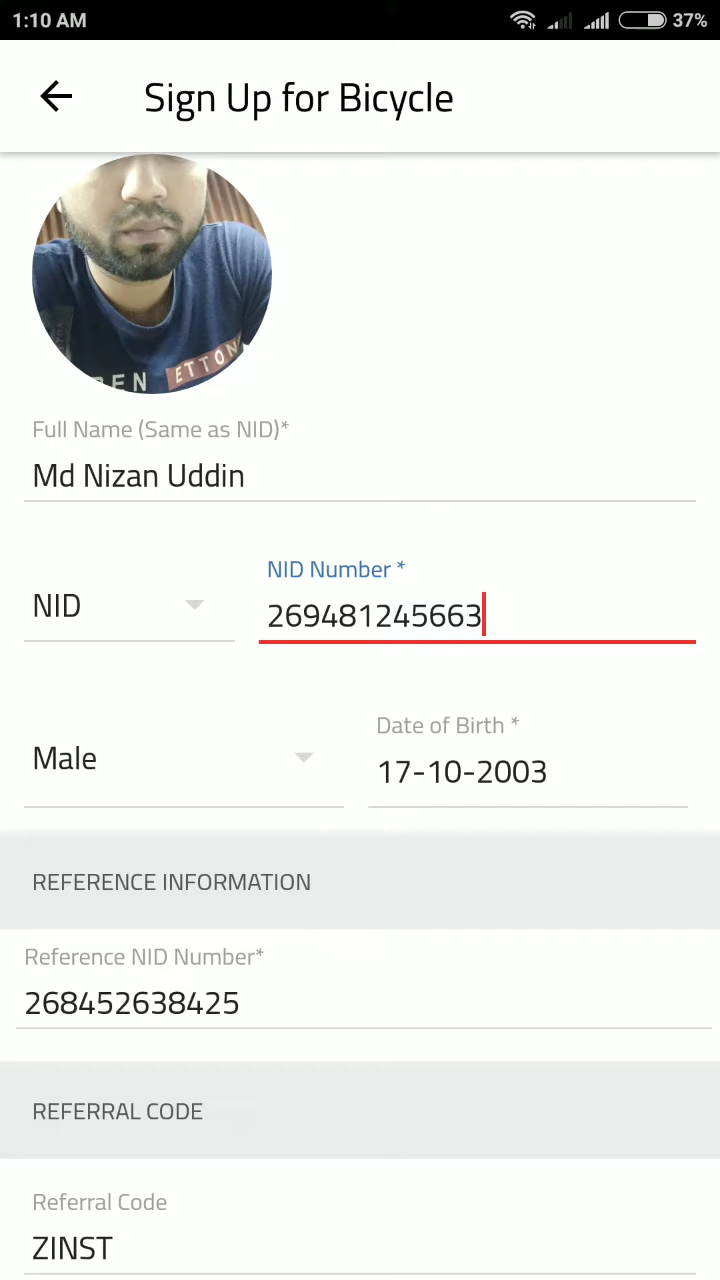 1:10 AM 37%
Sign Up for Bicycle
EN ETTON
Full Name (Same as NID)*
Md Nizan Uddin
NID Number *
NID 269481245663
Date of Birth *
Male 17-10-2003
REFERENCE INFORMATION
Reference NID Number*
268452638425
REFERRAL CODE
Referral Code
ZINST